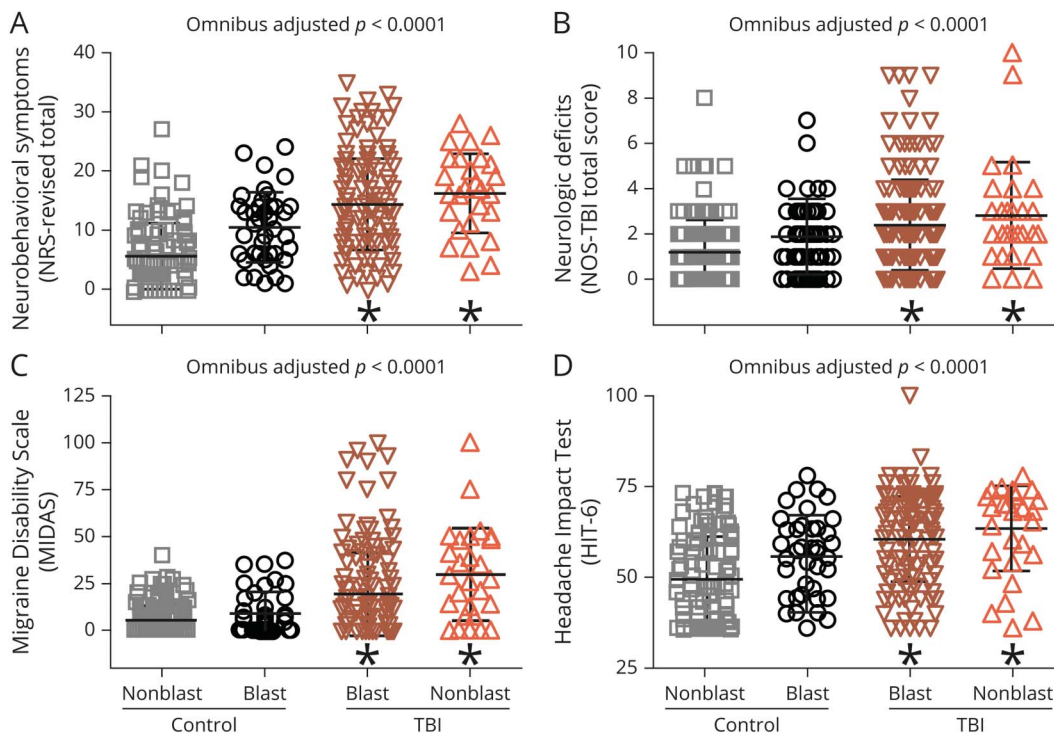 A
Omnibus adjusted p < 0.0001
Neurobehavioral symptoms
(NRS-revised total)
40
30
20
10
0
*
*
B
Omnibus adjusted p < 0.0001
Neurologic deficits
(NOS-TBI total score)
10
8
6
4
2
0
*
*
C
Omnibus adjusted p < 0.0001
Migraine Disability Scale
(MIDAS)
125
100
75
50
25
0
*
*
Nonblast Blast Blast Nonblast
Control TBI
D
Omnibus adjusted p < 0.0001
Headache Impact Test
(HIT-6)
100
75
50
25
*
*
Nonblast Blast Blast Nonblast
Control TBI